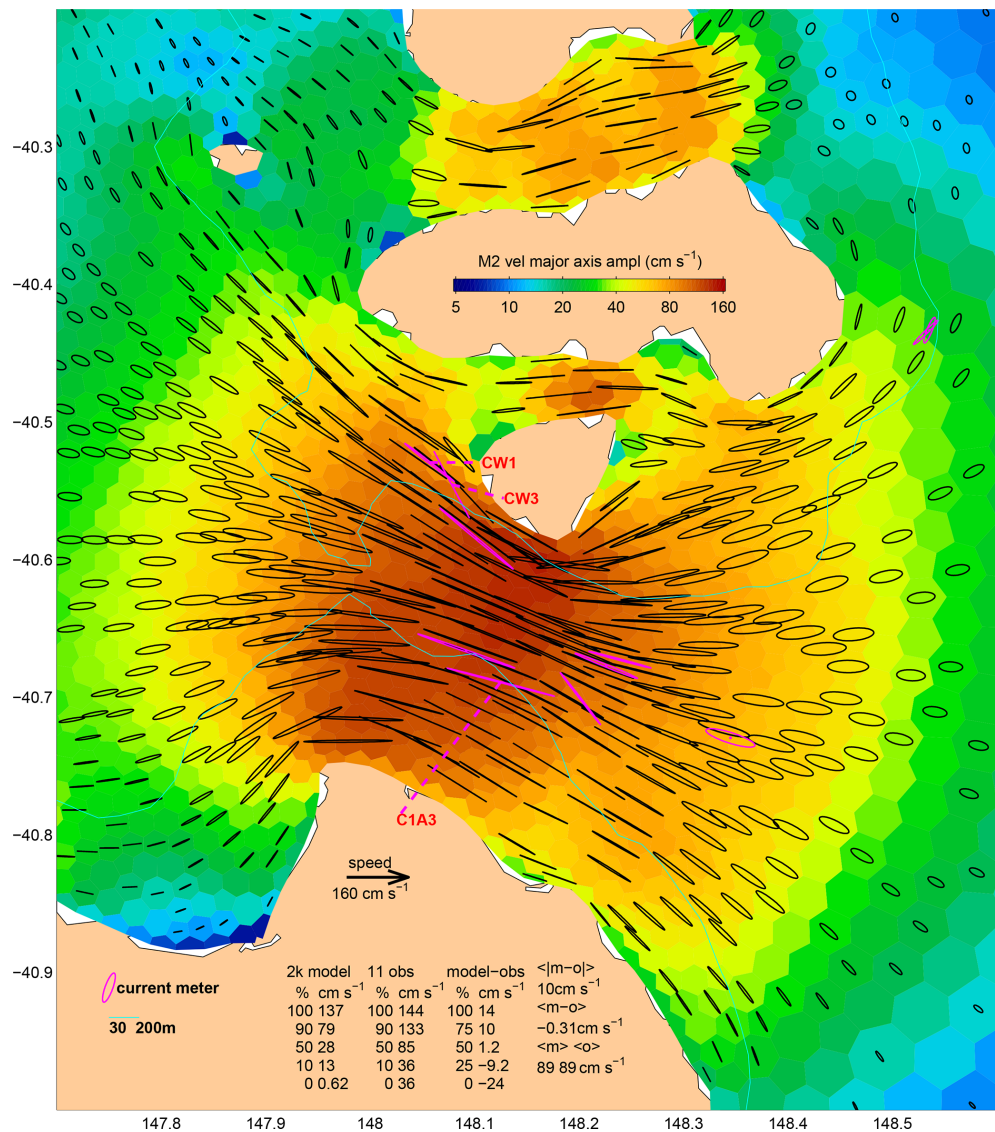 −40.3
−40.4
−40.5
−40.6
−40.7
−40.8
−40.9
M2 vel major axis ampl (cm s−1)
5 10 20 40 80 160
CW1
CW3
C1A3
speed
160 cm s−1
current meter
30 200m
2k model 11 obs model−obs <|m−o|>
% cm s−1 % cm s−1 % cm s−1 10cm s−1
100 137 100 144 100 14 <m−o>
90 79 90 133 75 10 −0.31cm s−1
50 28 50 85 50 1.2 <m> <o>
10 13 10 36 25 −9.2 89 89 cm s−1
0 0.62 0 36 0 −24
147.8 147.9 148 148.1 148.2 148.3 148.4 148.5